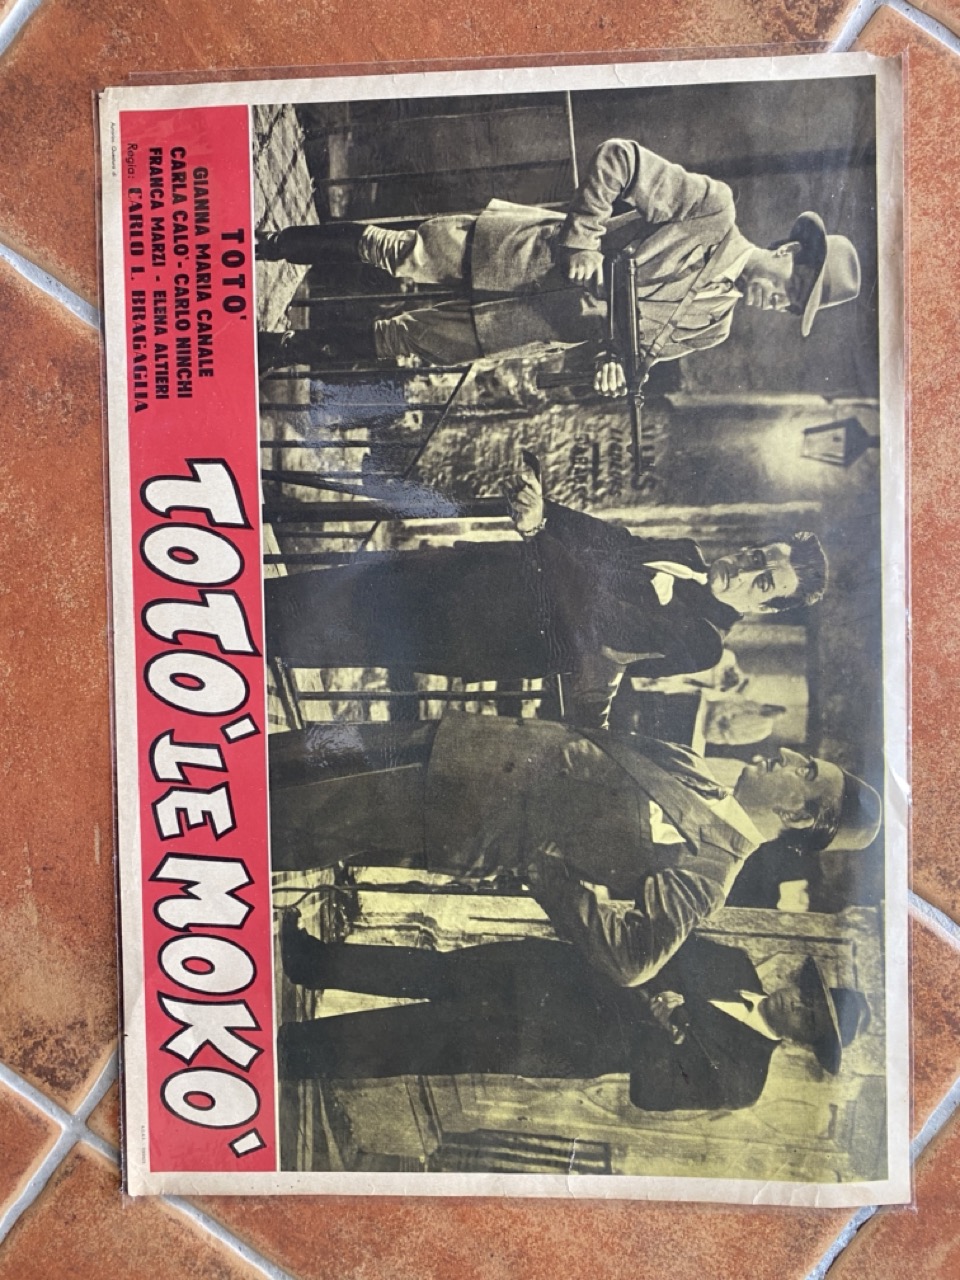 TOTO'
GIANNA MARIA CANALE
CARLA CALO' - CARLO NINCHI
FRANCA MARZI - ELENA ALTIERI
Regia: CARLO L. BRAGAGLIA
TOTO' LE MOKO'